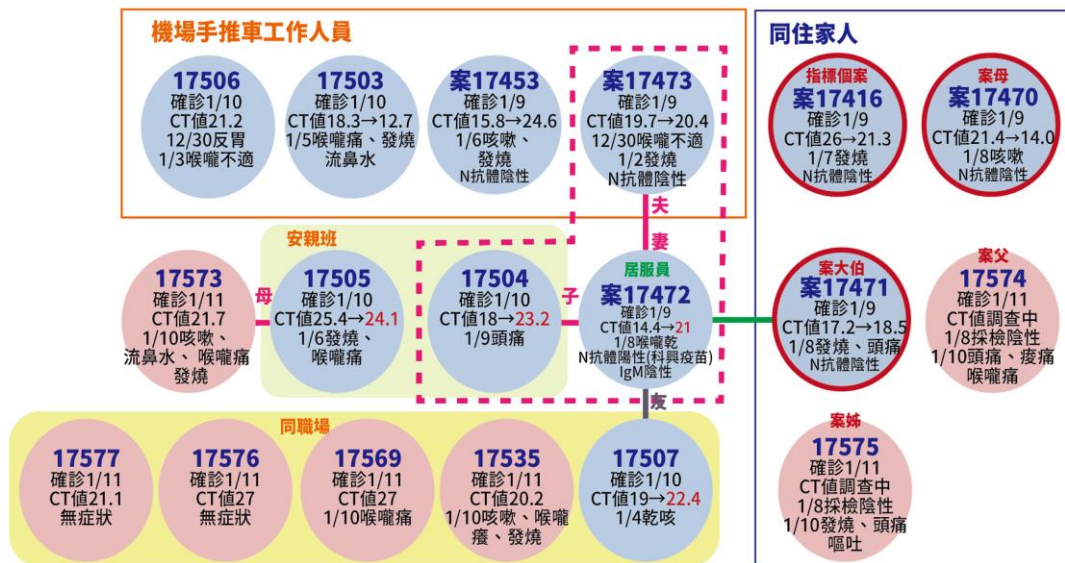 機場手推車工作人員
17506
確診1/10
CT值21.2
12/30反胃
1/3喉嚨不適
17503
確診1/10
CT值18.3→12.7
1/5喉嚨痛、發燒
流鼻水
案17453
確診1/9
CT值15.8→24.6
1/6咳嗽、
發燒
N抗體陰性
案17473
確診1/9
CT值19.7→20.4
12/30喉嚨不適
1/2發燒
N抗體陰性
同住家人
指標個案
案17416
確診1/9
CT值26→21.3
1/7發燒
N抗體陰性
案母
案17470
確診1/9
CT值21.4→14.0
1/8咳嗽
N抗體陰性
夫
妻
17573
確診1/11
CT值21.7
1/10咳嗽、
流鼻水、喉嚨痛
發燒
母
安親班
17505
確診1/10
CT值25.4→24.1
1/6發燒、
喉嚨痛
17504
確診1/10
CT值18→23.2
1/9頭痛
子
居服員
案17472
確診1/9
CT值14.4→21
1/8喉嚨乾
N抗體陽性(科興疫苗)
IgM陰性
案大伯
案17471
確診1/9
CT值17.2→18.5
1/8發燒、頭痛
N抗體陰性
案父
17574
確診1/11
CT值調查中
1/8採檢陰性
1/10頭痛、痠痛
喉嚨痛
友
同職場
17577
確診1/11
CT值21.1
無症狀
17576
確診1/11
CT值27
無症狀
17569
確診1/11
CT值27
1/10喉嚨痛
17535
確診1/11
CT值20.2
1/10咳嗽、喉嚨
癢、發燒
17507
確診1/10
CT值19→22.4
1/4乾咳
案姊
17575
確診1/11
CT值調查中
1/8採檢陰性
1/10發燒、頭痛
嘔吐